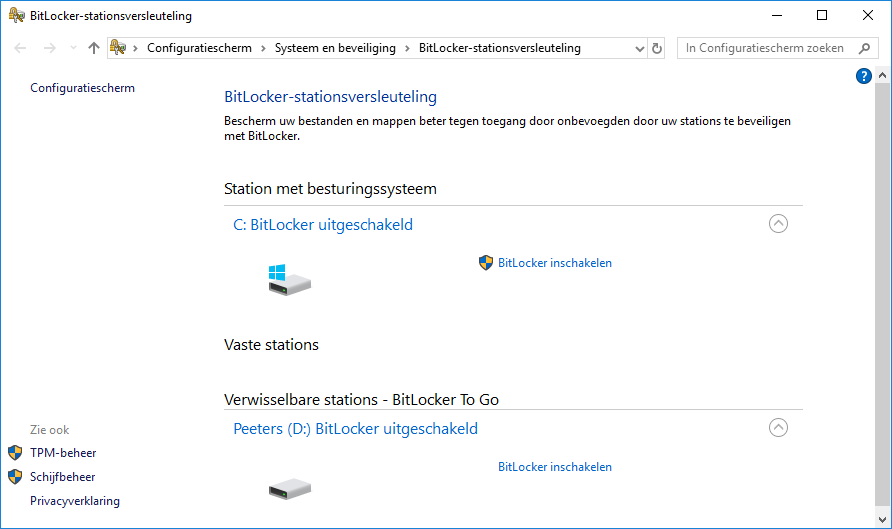 BitLocker-stationsversleuteling
Configuratiescherm > Systeem en beveiliging > BitLocker-stationsversleuteling
In Configuratiescherm zoeken
?
Configuratiescherm
BitLocker-stationsversleuteling
Bescherm uw bestanden en mappen beter tegen toegang door onbevoegden door uw stations te beveiligen
met BitLocker.
Station met besturingssysteem
C: BitLocker uitgeschakeld
BitLocker inschakelen
Vaste stations
Verwisselbare stations - BitLocker To Go
Peeters (D:) BitLocker uitgeschakeld
BitLocker inschakelen
Zie ook
TPM-beheer
Schijfbeheer
Privacyverklaring